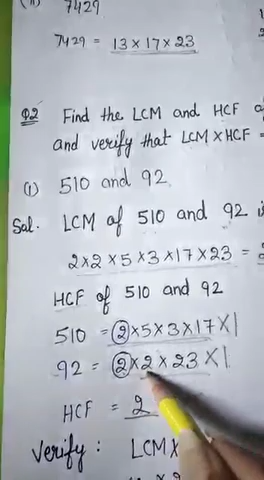 (ii) 7429
7429 = 13 × 17 × 23
Q2 Find the LCM and HCF
and verify that LCM × HCF =
(1) 510 and 92
Sol. LCM of 510 and 92
2×2×5×3×17×23 =
HCF of 510 and 92
510 = 2×5×3×17×1
92 = 2×2×23×1
HCF = 2
Verify : LCM ×